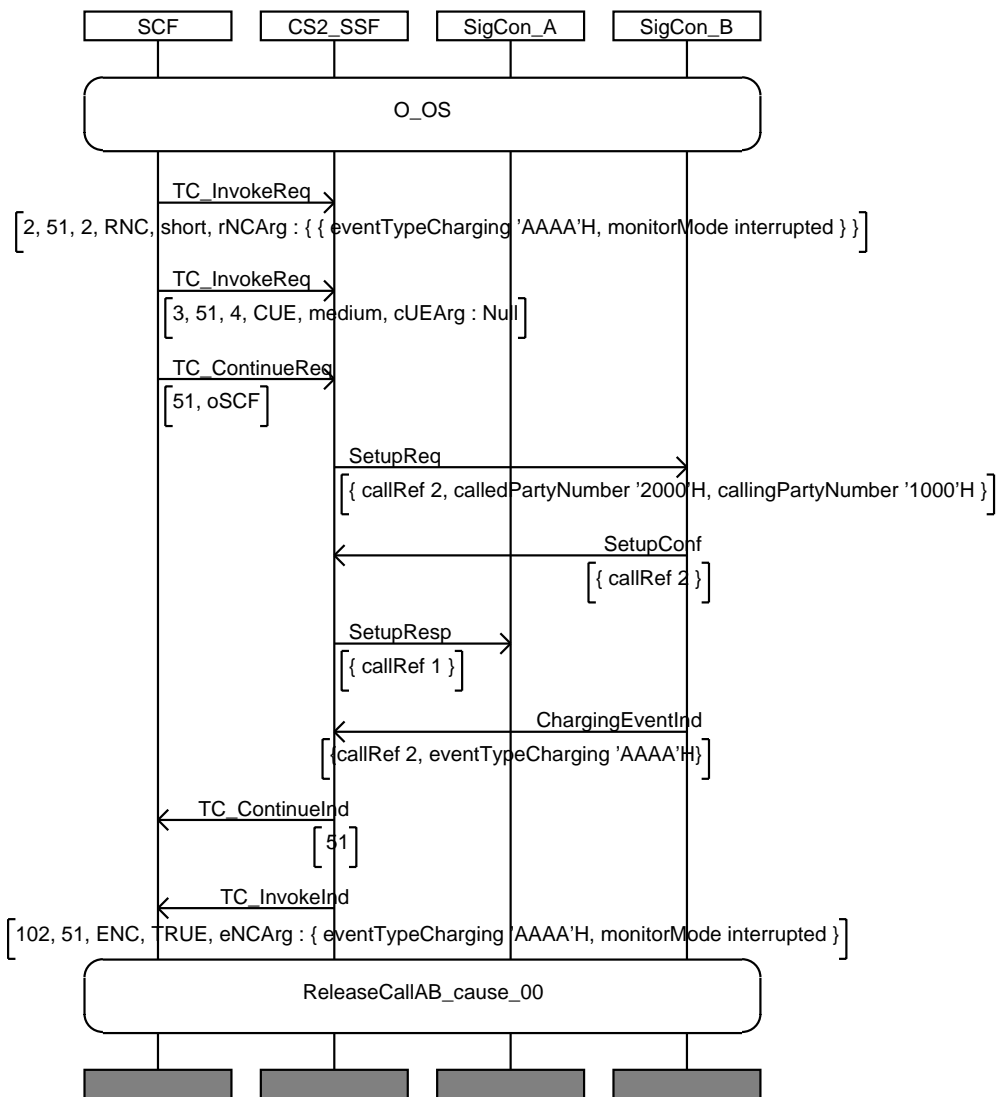 SCF CS2_SSF SigCon_A SigCon_B
O_OS
TC_InvokeReq
2, 51, 2, RNC, short, rNCArg : { { eventTypeCharging ’AAAA’H, monitorMode interrupted } }
TC_InvokeReq
3, 51, 4, CUE, medium, cUEArg : Null
TC_ContinueReq
51, oSCF
SetupReq
{ callRef 2, calledPartyNumber ’2000’H, callingPartyNumber ’1000’H }
SetupConf
{ callRef 2 }
SetupResp
{ callRef 1 }
ChargingEventInd
{callRef 2, eventTypeCharging ’AAAA’H}
TC_ContinueInd
51
TC_InvokeInd
102, 51, ENC, TRUE, eNCArg : { eventTypeCharging ’AAAA’H, monitorMode interrupted }
ReleaseCallAB_cause_00